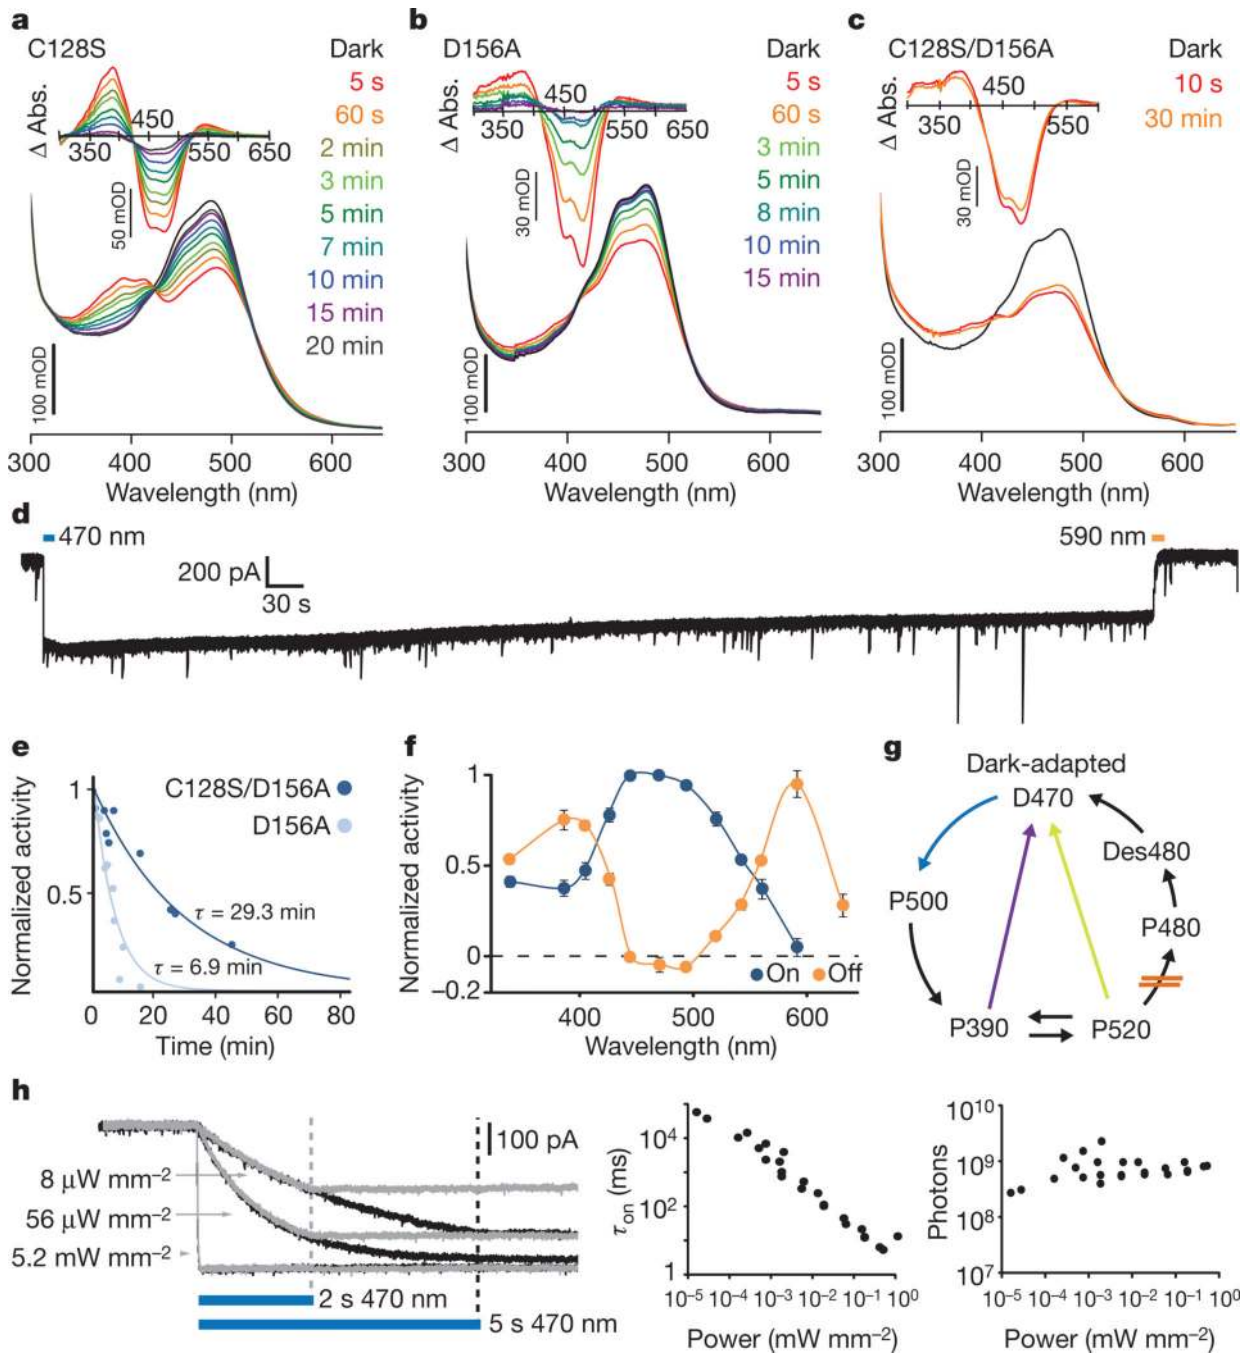 a
C128S
Dark
5 s
60 s
2 min
3 min
5 min
7 min
10 min
15 min
20 min
Δ Abs.
450
350
550
650
50 mOD
100 mOD
300
400
500
600
Wavelength (nm)
b
D156A
Dark
5 s
60 s
3 min
5 min
8 min
10 min
15 min
Δ Abs.
450
350
550
650
30 mOD
100 mOD
300
400
500
600
Wavelength (nm)
c
C128S/D156A
Dark
10 s
30 min
Δ Abs.
450
350
550
30 mOD
100 mOD
300
400
500
600
Wavelength (nm)
d
470 nm
200 pA
30 s
590 nm
e
Normalized activity
1
0.5
C128S/D156A
D156A
τ = 29.3 min
τ = 6.9 min
0
20
40
60
80
Time (min)
f
Normalized activity
1
0.5
0
−0.2
On
Off
400
500
600
Wavelength (nm)
g
Dark-adapted
D470
Des480
P500
P480
P390
P520
h
100 pA
8 µW mm⁻²
56 µW mm⁻²
5.2 mW mm⁻²
2 s 470 nm
5 s 470 nm
τon (ms)
10⁴
10²
1
10⁻⁵ 10⁻⁴ 10⁻³ 10⁻² 10⁻¹ 10⁰
Power (mW mm⁻²)
Photons
10¹⁰
10⁹
10⁸
10⁷
10⁻⁵ 10⁻⁴ 10⁻³ 10⁻² 10⁻¹ 10⁰
Power (mW mm⁻²)